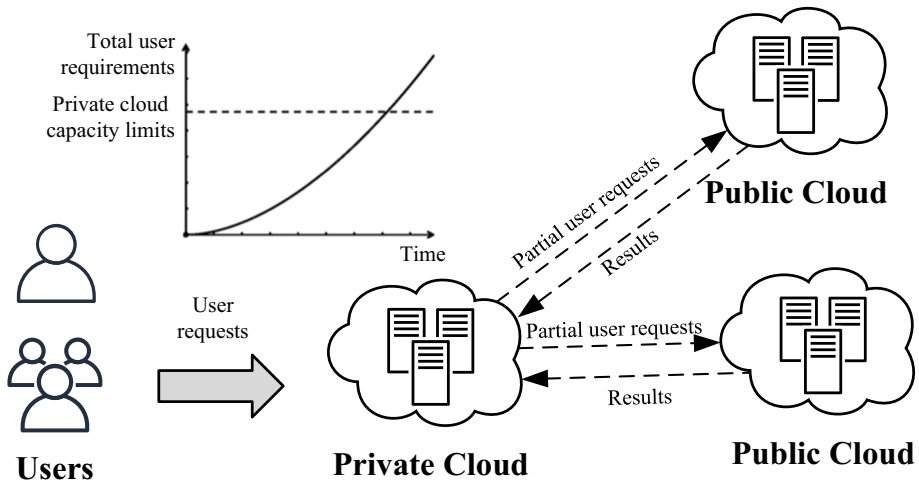 Total user
requirements
Private cloud
capacity limits
Time
Public Cloud
Partial user requests
Results
User
requests
Partial user requests
Results
Users
Private Cloud
Public Cloud